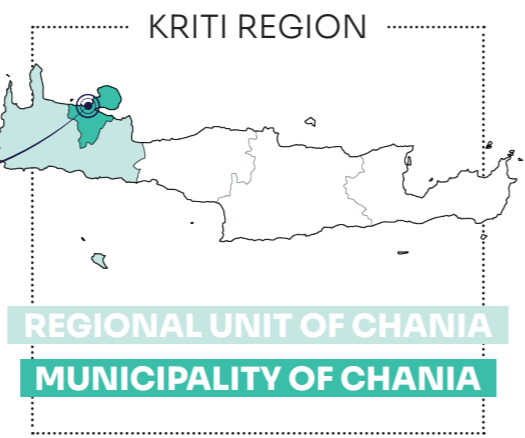 KRITI REGION
REGIONAL UNIT OF CHANIA
MUNICIPALITY OF CHANIA